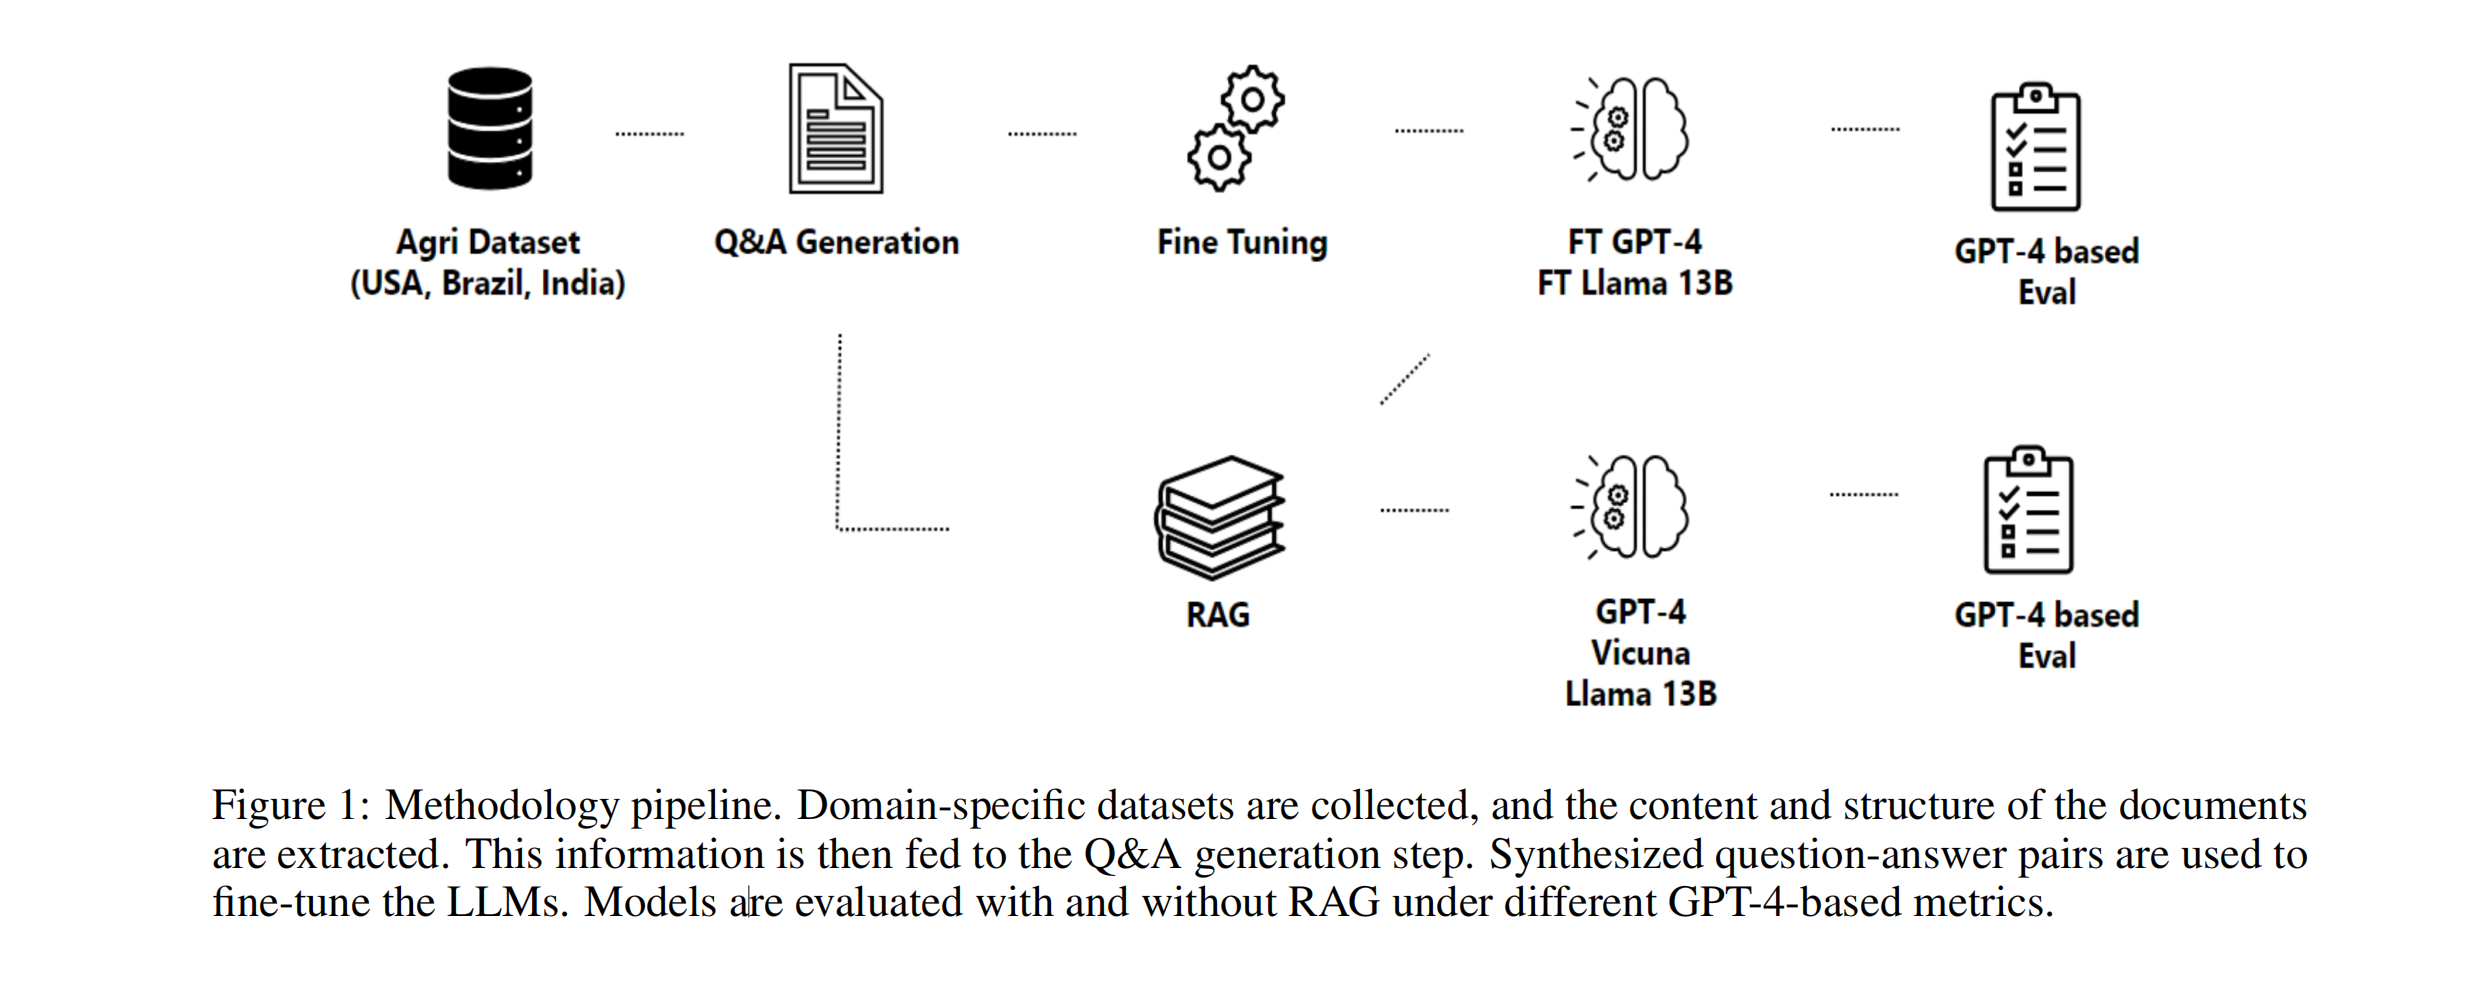 Agri Dataset
(USA, Brazil, India)
Q&A Generation
Fine Tuning
FT GPT-4
FT Llama 13B
GPT-4 based
Eval
RAG
GPT-4
Vicuna
Llama 13B
GPT-4 based
Eval
Figure 1: Methodology pipeline. Domain-specific datasets are collected, and the content and structure of the documents
are extracted. This information is then fed to the Q&A generation step. Synthesized question-answer pairs are used to
fine-tune the LLMs. Models are evaluated with and without RAG under different GPT-4-based metrics.